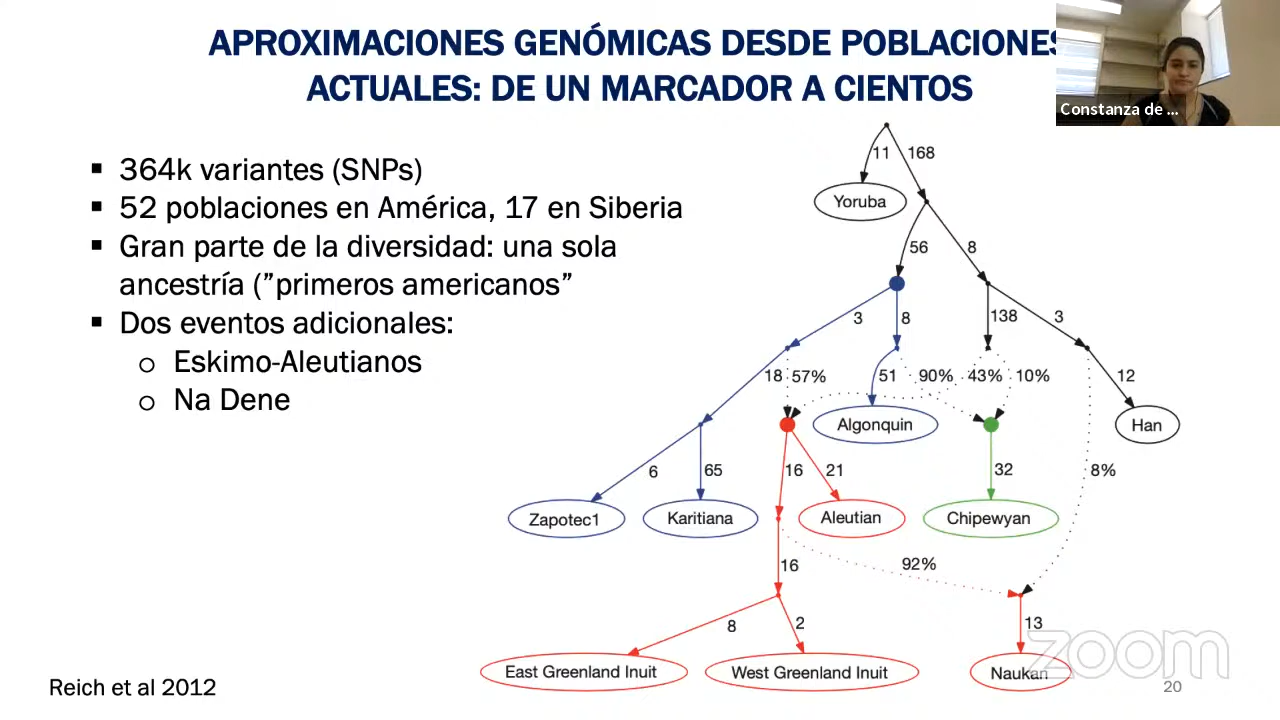 APROXIMACIONES GENÓMICAS DESDE POBLACIONES
ACTUALES: DE UN MARCADOR A CIENTOS
Constanza de ...
▪ 364k variantes (SNPs)
▪ 52 poblaciones en América, 17 en Siberia
▪ Gran parte de la diversidad: una sola
ancestría (”primeros americanos”
▪ Dos eventos adicionales:
o Eskimo-Aleutianos
o Na Dene
11 168
Yoruba
56 8
3 8 138 3
18 57% 51 90% 43% 10% 12
Algonquin Han
6 65 16 21 32 8%
Zapotec1 Karitiana Aleutian Chipewyan
16 92%
8 2 13
East Greenland Inuit West Greenland Inuit Naukan
zoom
Reich et al 2012
20